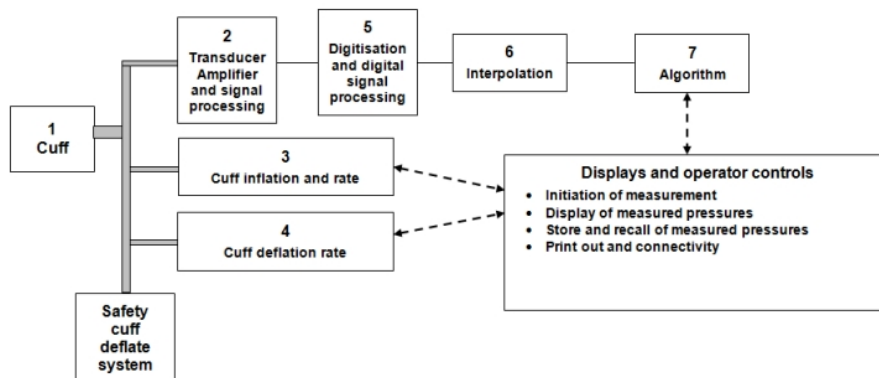 1
Cuff
2
Transducer
Amplifier
and signal
processing
5
Digitisation
and digital
signal
processing
6
Interpolation
7
Algorithm
3
Cuff inflation and rate
4
Cuff deflation rate
Safety
cuff
deflate
system
Displays and operator controls
• Initiation of measurement
• Display of measured pressures
• Store and recall of measured pressures
• Print out and connectivity